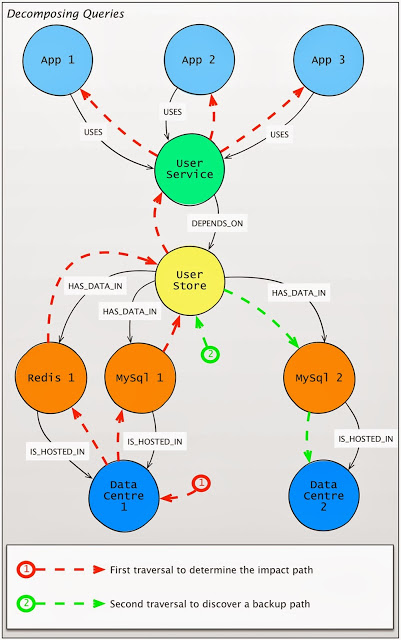 Decomposing Queries
App 1
App 2
App 3
USES
USES
USES
User
Service
DEPENDS_ON
User
Store
HAS_DATA_IN
HAS_DATA_IN
HAS_DATA_IN
2
Redis 1
MySql 1
MySql 2
IS_HOSTED_IN
IS_HOSTED_IN
IS_HOSTED_IN
Data
Centre
1
1
Data
Centre
2
1 First traversal to determine the impact path
2 Second traversal to discover a backup path